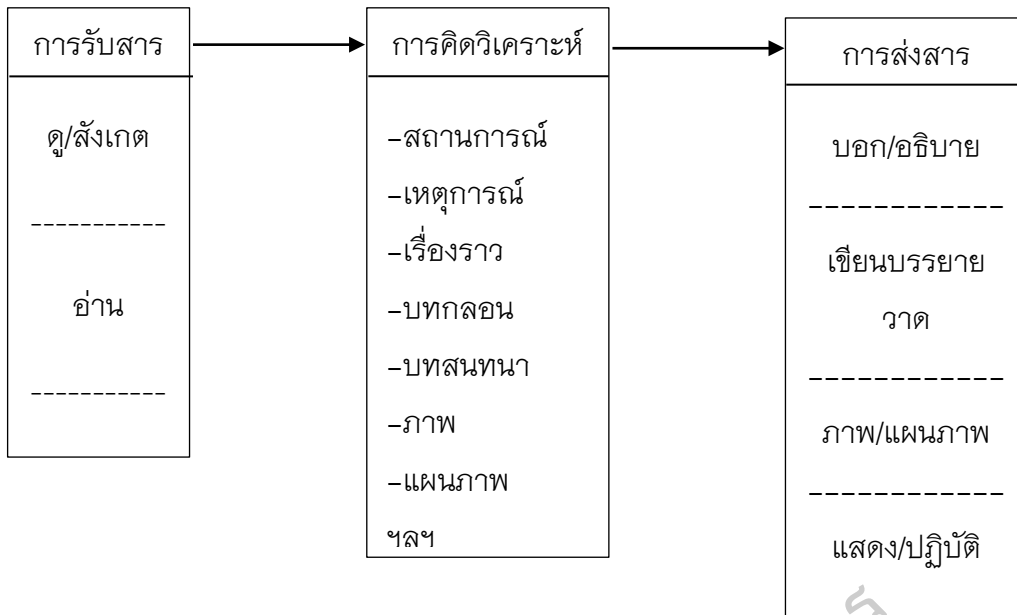 การรับสาร
ดู/สังเกต
-----------
อ่าน
-----------
การคิดวิเคราะห์
-สถานการณ์
-เหตุการณ์
-เรื่องราว
-บทกลอน
-บทสนทนา
-ภาพ
-แผนภาพ
ฯลฯ
การส่งสาร
บอก/อธิบาย
------------
เขียนบรรยาย
วาด
------------
ภาพ/แผนภาพ
------------
แสดง/ปฏิบัติ